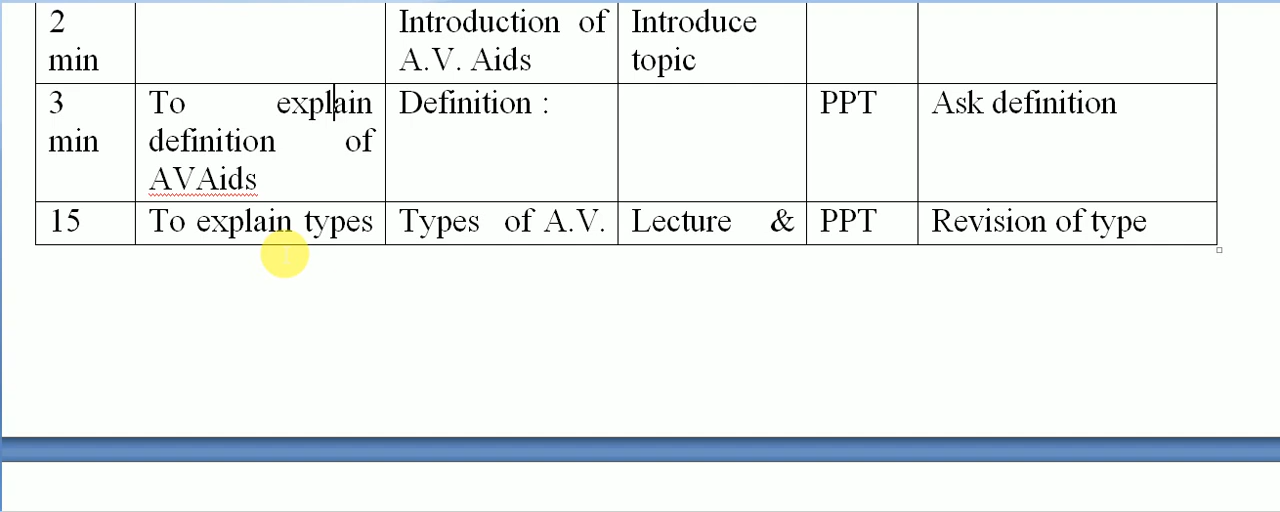 2 min
Introduction of A.V. Aids
Introduce topic
3 min
To explain definition of AVAids
Definition :
PPT
Ask definition
15
To explain types
Types of A.V.
Lecture &
PPT
Revision of type